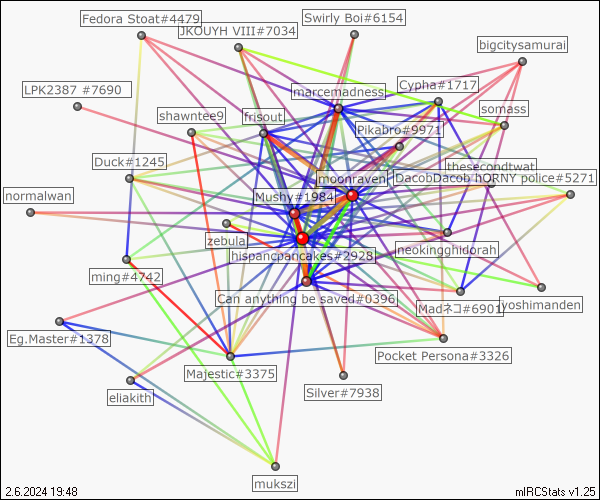 Fedora Stoat#4479
Swirly Boi#6154
JKOUYH VIII#7034
bigcitysamurai
LPK2387 #7690
marcemadness
Cypha#1717
shawntee9
frisout
somass
Pikabro#9971
Duck#1245
thesecondtwat
moonraven
DacobDacob hORNY police#5271
normalwan
Mushy#1984
zebula
neokingghidorah
hispancpancakes#2928
ming#4742
Can anything be saved#0396
Madネコ#6901
yoshimanden
Eg.Master#1378
Pocket Persona#3326
Majestic#3375
Silver#7938
eliakith
mukszi
2.6.2024 19:48
mIRCStats v1.25